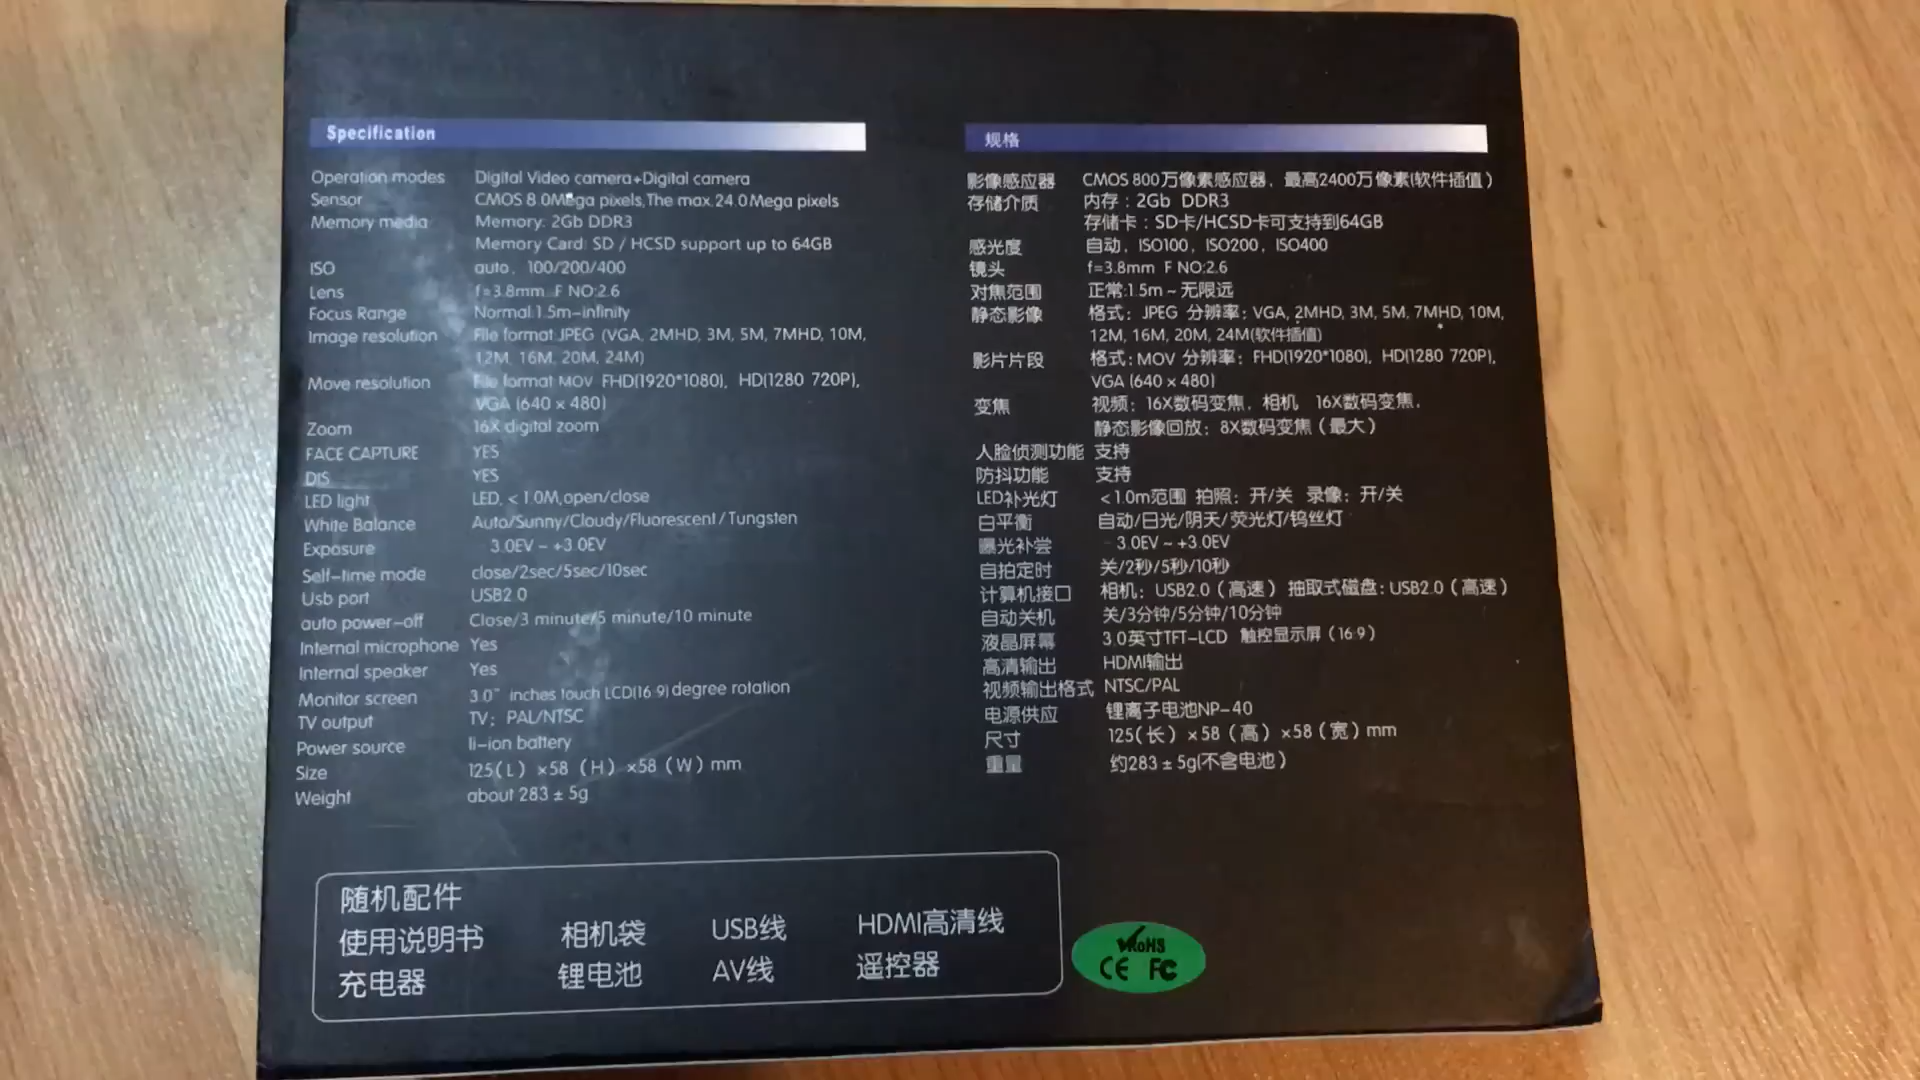 Specification
Operation modes Digital Video camera+Digital camera
Sensor CMOS 8.0Mega pixels,The max.24.0Mega pixels
Memory media Memory: 2Gb DDR3
Memory Card: SD / HCSD support up to 64GB
ISO auto, 100/200/400
Lens f=3.8mm F NO:2.6
Focus Range Normal:1.5m-infinity
Image resolution File format:JPEG (VGA, 2MHD, 3M, 5M, 7MHD, 10M,
12M, 16M, 20M, 24M)
Move resolution File format MOV FHD(1920*1080), HD(1280 720P),
VGA (640 × 480)
Zoom 16X digital zoom
FACE CAPTURE YES
DIS YES
LED light LED, <1.0M,open/close
White Balance Auto/Sunny/Cloudy/Fluorescent/Tungsten
Exposure -3.0EV ~ +3.0EV
Self-time mode close/2sec/5sec/10sec
Usb port USB2.0
auto power-off Close/3 minute/5 minute/10 minute
Internal microphone Yes
Internal speaker Yes
Monitor screen 3.0" inches touch LCD(16:9)degree rotation
TV output TV: PAL/NTSC
Power source li-ion battery
Size 125(L) ×58 (H) ×58 (W) mm
Weight about 283 ± 5g
规格
影像感应器 CMOS 800万像素感应器, 最高2400万像素(软件插值)
存储介质 内存: 2Gb DDR3
存储卡: SD卡/HCSD卡可支持到64GB
感光度 自动, ISO100, ISO200, ISO400
镜头 f=3.8mm F NO:2.6
对焦范围 正常:1.5m ~ 无限远
静态影像 格式: JPEG 分辨率: VGA, 2MHD, 3M, 5M, 7MHD, 10M,
12M, 16M, 20M, 24M(软件插值)
影片片段 格式: MOV 分辨率: FHD(1920*1080), HD(1280 720P),
VGA (640 × 480)
变焦 视频: 16X数码变焦, 相机 16X数码变焦,
静态影像回放: 8X数码变焦(最大)
人脸侦测功能 支持
防抖功能 支持
LED补光灯 <1.0m范围 拍照: 开/关 录像: 开/关
白平衡 自动/日光/阴天/荧光灯/钨丝灯
曝光补尝 -3.0EV ~ +3.0EV
自拍定时 关/2秒/5秒/10秒
计算机接口 相机: USB2.0(高速) 抽取式磁盘: USB2.0(高速)
自动关机 关/3分钟/5分钟/10分钟
液晶屏幕 3.0英寸TFT-LCD 触控显示屏(16:9)
高清输出 HDMI输出
视频输出格式 NTSC/PAL
电源供应 锂离子电池NP-40
尺寸 125(长) ×58(高) ×58(宽) mm
重量 约283 ± 5g(不含电池)
随机配件
使用说明书 相机袋 USB线 HDMI高清线
充电器 锂电池 AV线 遥控器
RoHS
CE FC